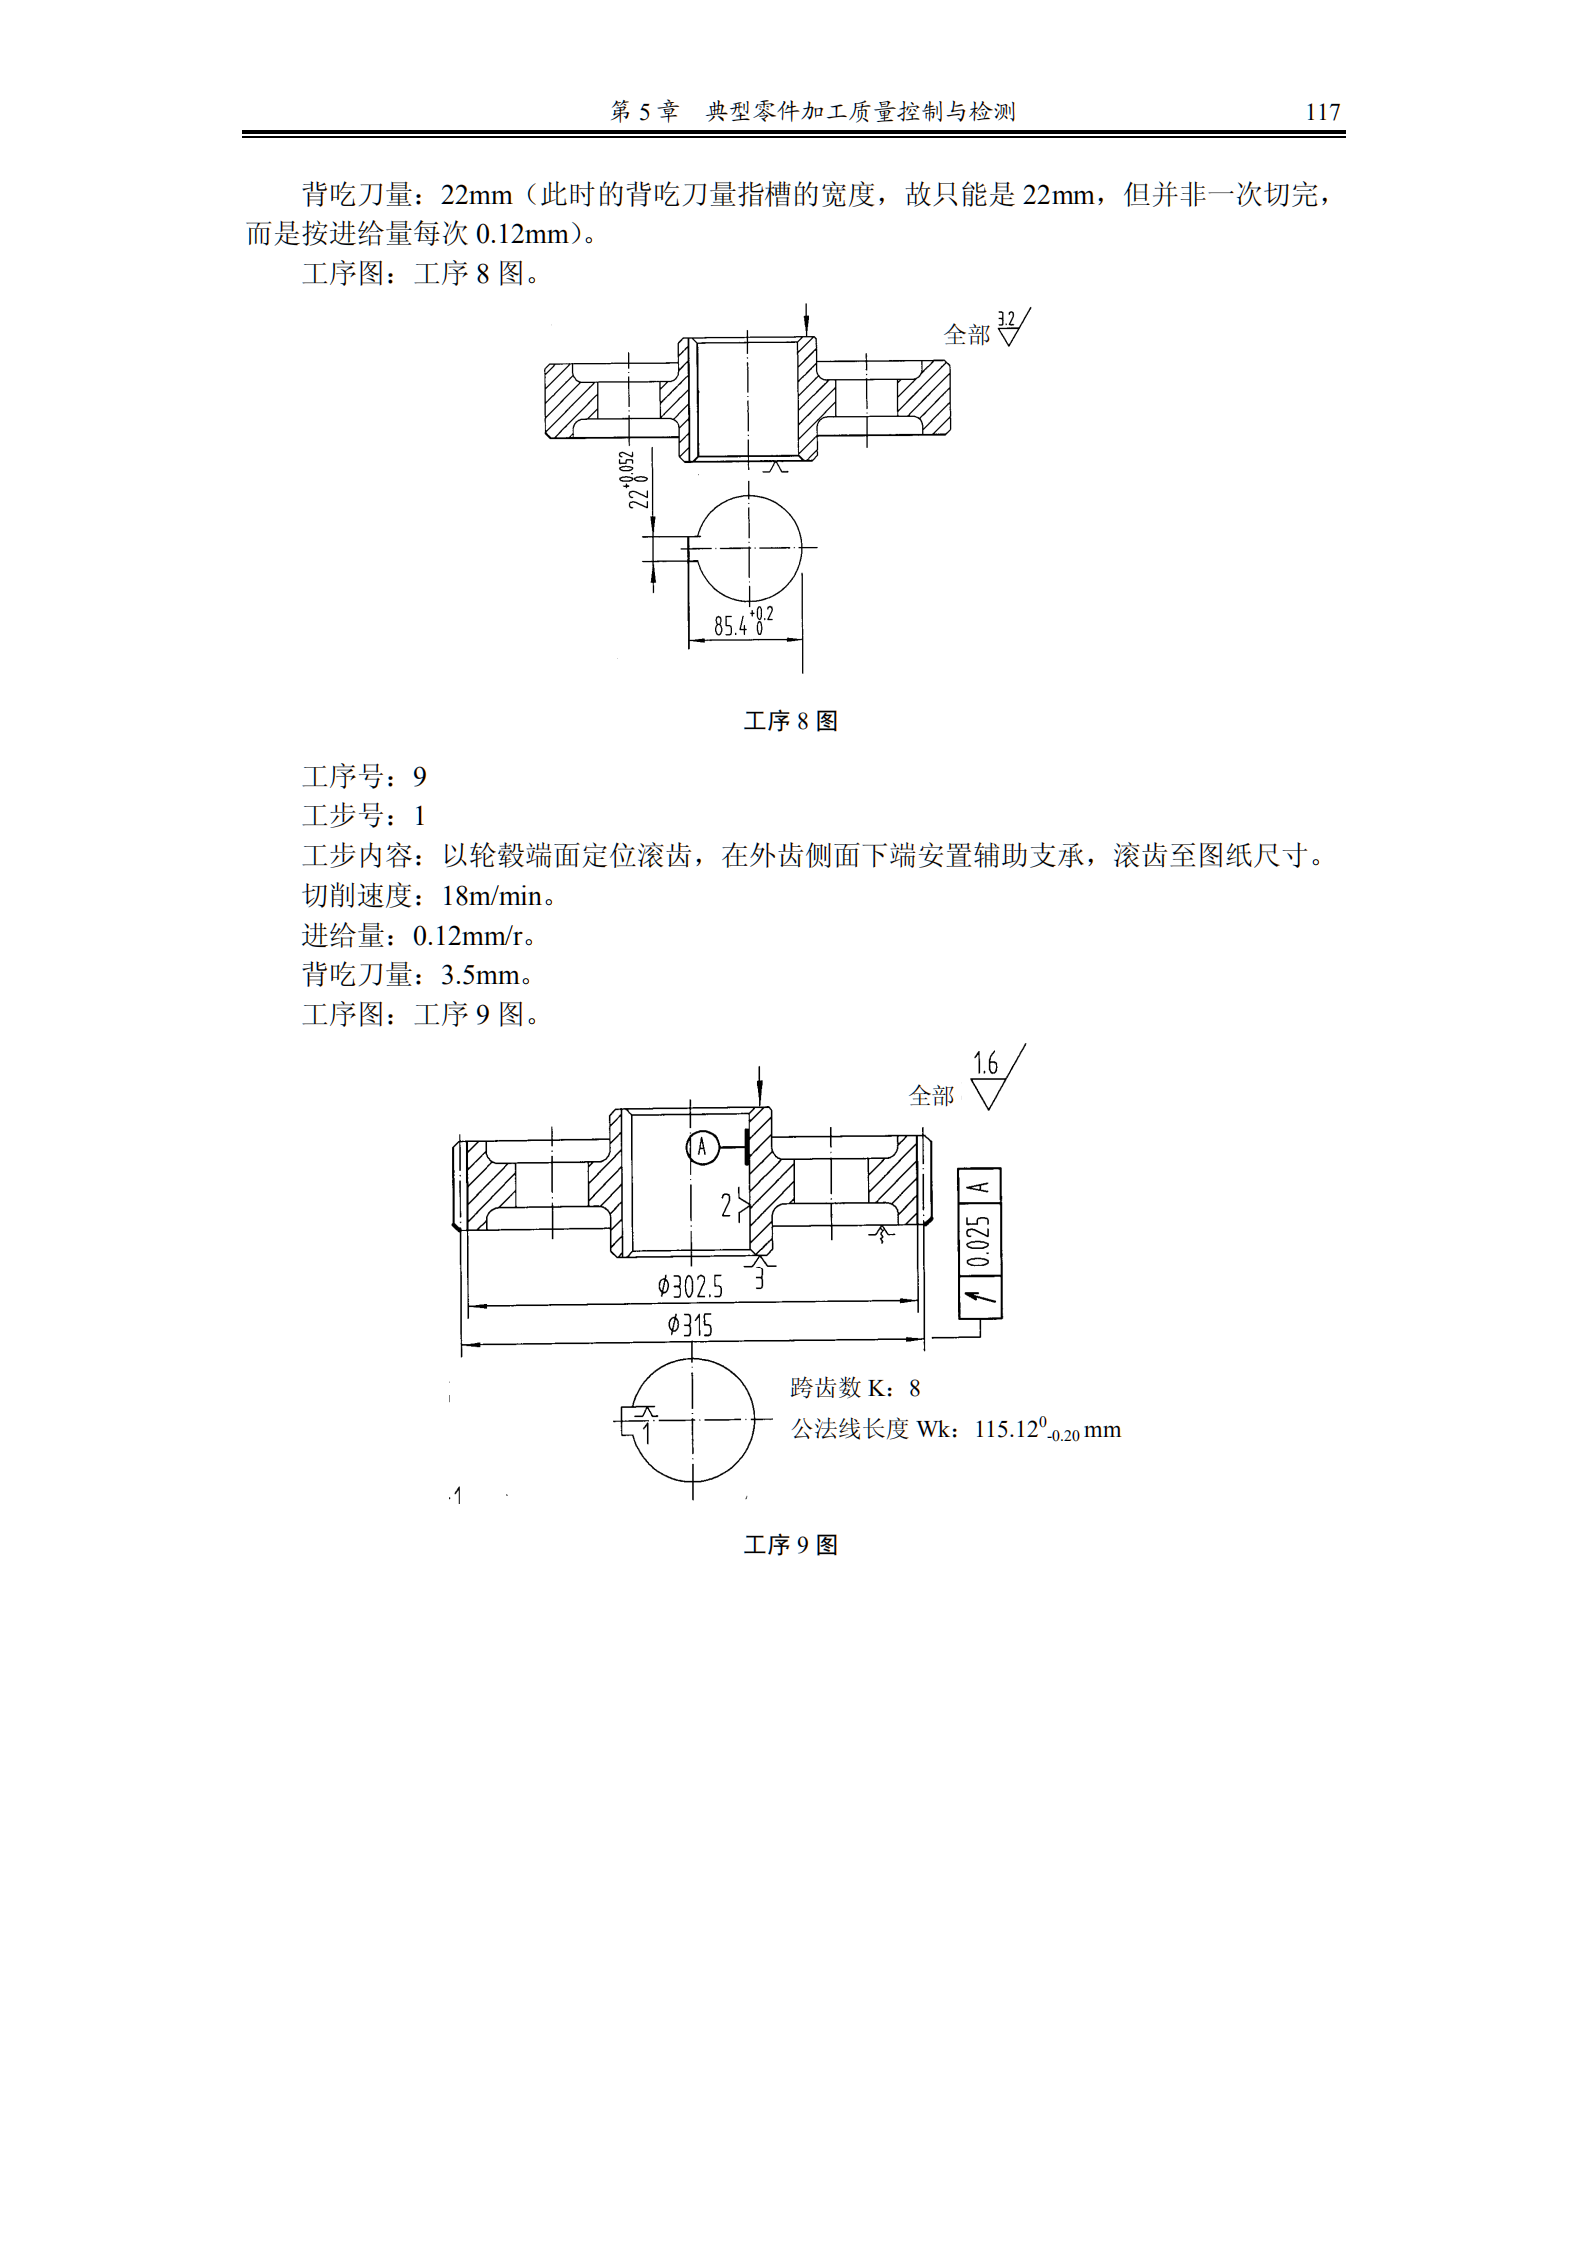 第 5 章 典型零件加工质量控制与检测 117
背吃刀量：22mm（此时的背吃刀量指槽的宽度，故只能是 22mm，但并非一次切完，
而是按进给量每次 0.12mm）。
工序图：工序 8 图。
全部 3.2
22 +0.052 0
85.4 +0.2 0
工序 8 图
工序号：9
工步号：1
工步内容：以轮毂端面定位滚齿，在外齿侧面下端安置辅助支承，滚齿至图纸尺寸。
切削速度：18m/min。
进给量：0.12mm/r。
背吃刀量：3.5mm。
工序图：工序 9 图。
全部 1.6
A
2
3
0.025 A
ϕ302.5
ϕ315
1
跨齿数 K：8
公法线长度 Wk：115.12 0 -0.20 mm
.1
工序 9 图